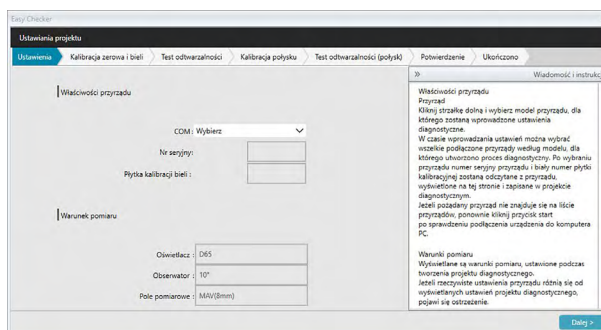 Easy Checker
Ustawiania projektu
Ustawienia
Kalibracja zerowa i bieli
Test odtwarzalności
Kalibracja połysku
Test odtwarzalności (połysk)
Potwierdzenie
Ukończono
Właściwości przyrządu
COM: Wybierz
Nr seryjny:
Płytka kalibracji bieli :
Warunek pomiaru
Oświetlacz : D65
Obserwator : 10°
Pole pomiarowe : MAV(8mm)
» Wiadomość i instrukc
Właściwości przyrządu
Przyrząd
Kliknij strzałkę dolną i wybierz model przyrządu, dla
którego zostaną wprowadzone ustawienia
diagnostyczne.
W czasie wprowadzania ustawień można wybrać
wszelkie podłączone przyrządy według modelu, dla
którego utworzono proces diagnostyczny. Po wybraniu
przyrządu numer seryjny przyrządu i biały numer płytki
kalibracyjnej zostaną odczytane z przyrządu,
wyświetlone na tej stronie i zapisane w projekcie
diagnostycznym.
Jeżeli pożądany przyrząd nie znajduje się na liście
przyrządów, ponownie kliknij przycisk start
po sprawdzeniu podłączenia urządzenia do komputera
PC.
Warunki pomiaru
Wyświetlane są warunki pomiaru, ustawione podczas
tworzenia projektu diagnostycznego.
Jeżeli rzeczywiste ustawienia przyrządu różnią się od
wyświetlanych ustawień projektu diagnostycznego,
pojawi się ostrzeżenie.
Dalej >